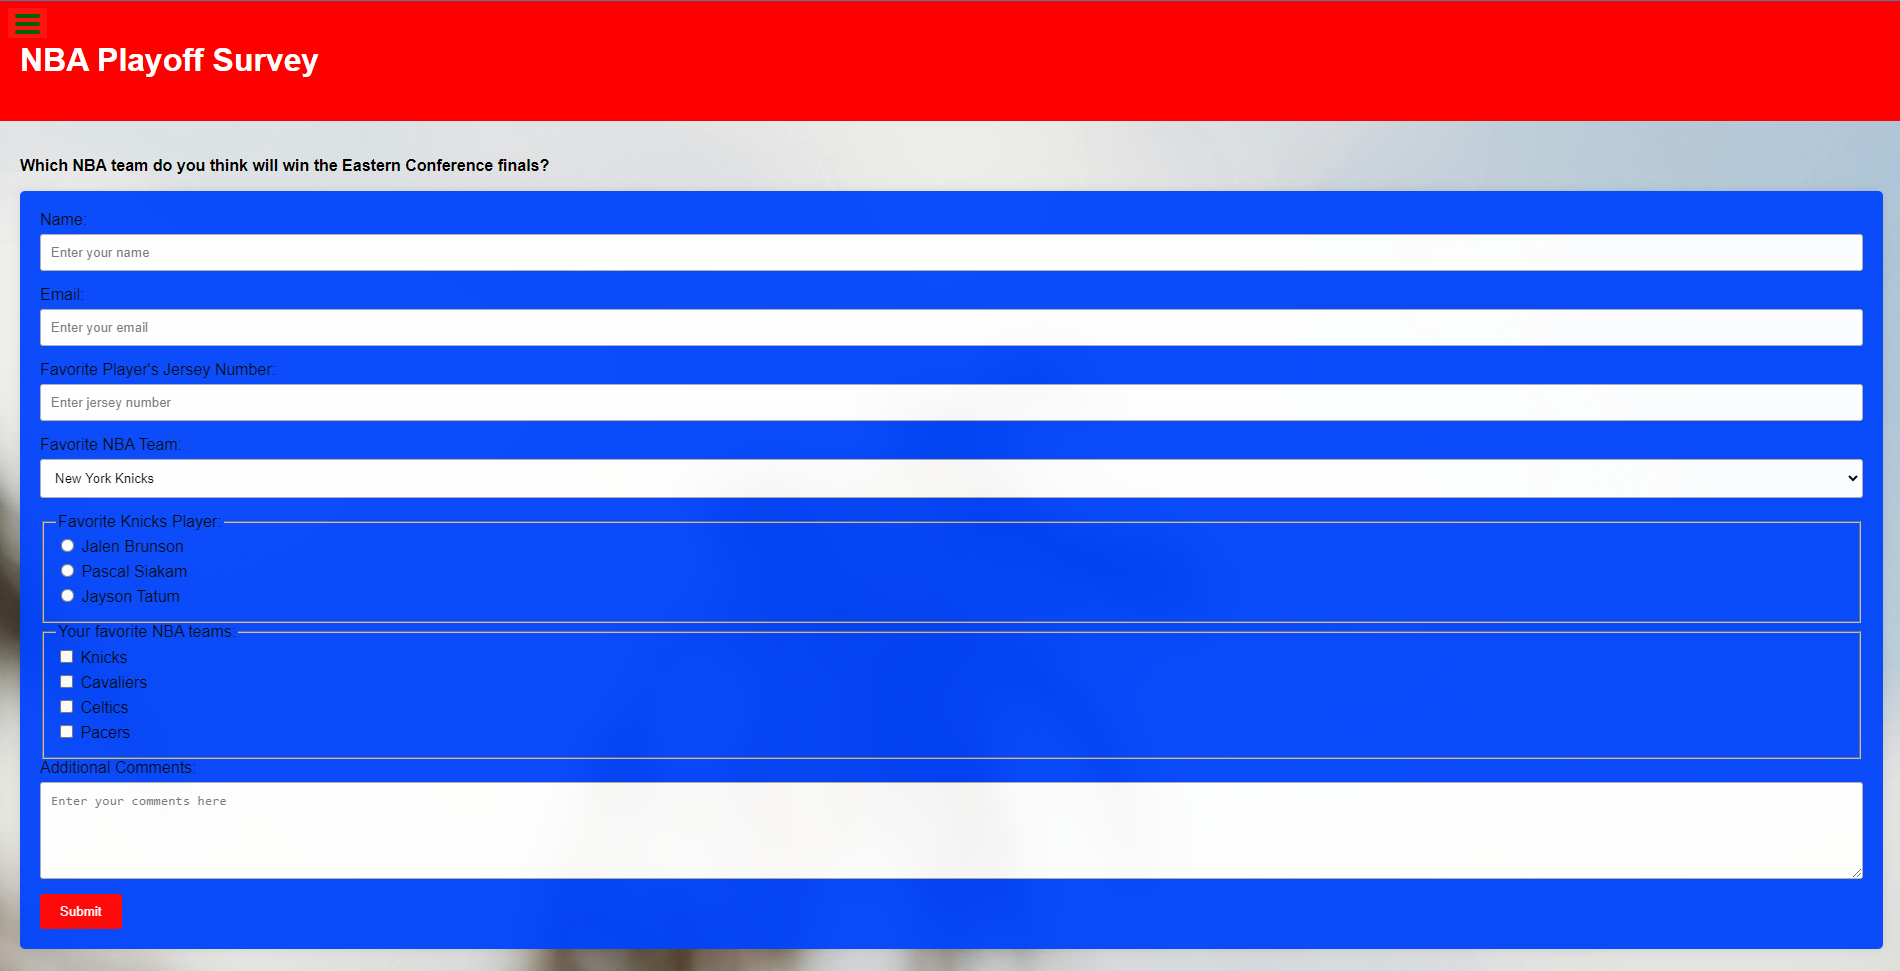 NBA Playoff Survey
Which NBA team do you think will win the Eastern Conference finals?
Name:
Enter your name
Email:
Enter your email
Favorite Player's Jersey Number:
Enter jersey number
Favorite NBA Team:
New York Knicks
Favorite Knicks Player:
Jalen Brunson
Pascal Siakam
Jayson Tatum
Your favorite NBA teams:
Knicks
Cavaliers
Celtics
Pacers
Additional Comments:
Enter your comments here
Submit